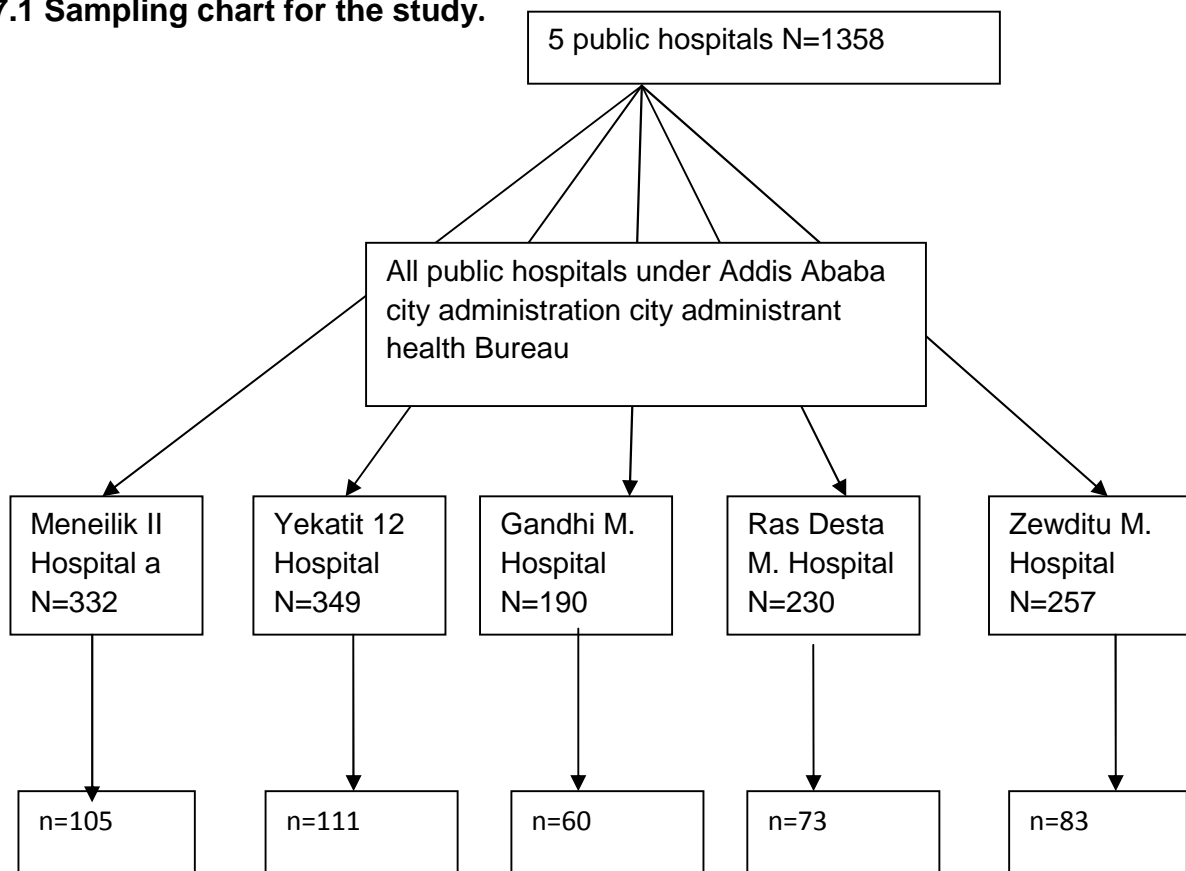 7.1 Sampling chart for the study.
5 public hospitals N=1358
All public hospitals under Addis Ababa
city administration city administrant
health Bureau
Meneilik II
Hospital a
N=332
Yekatit 12
Hospital
N=349
Gandhi M.
Hospital
N=190
Ras Desta
M. Hospital
N=230
Zewditu M.
Hospital
N=257
n=105
n=111
n=60
n=73
n=83